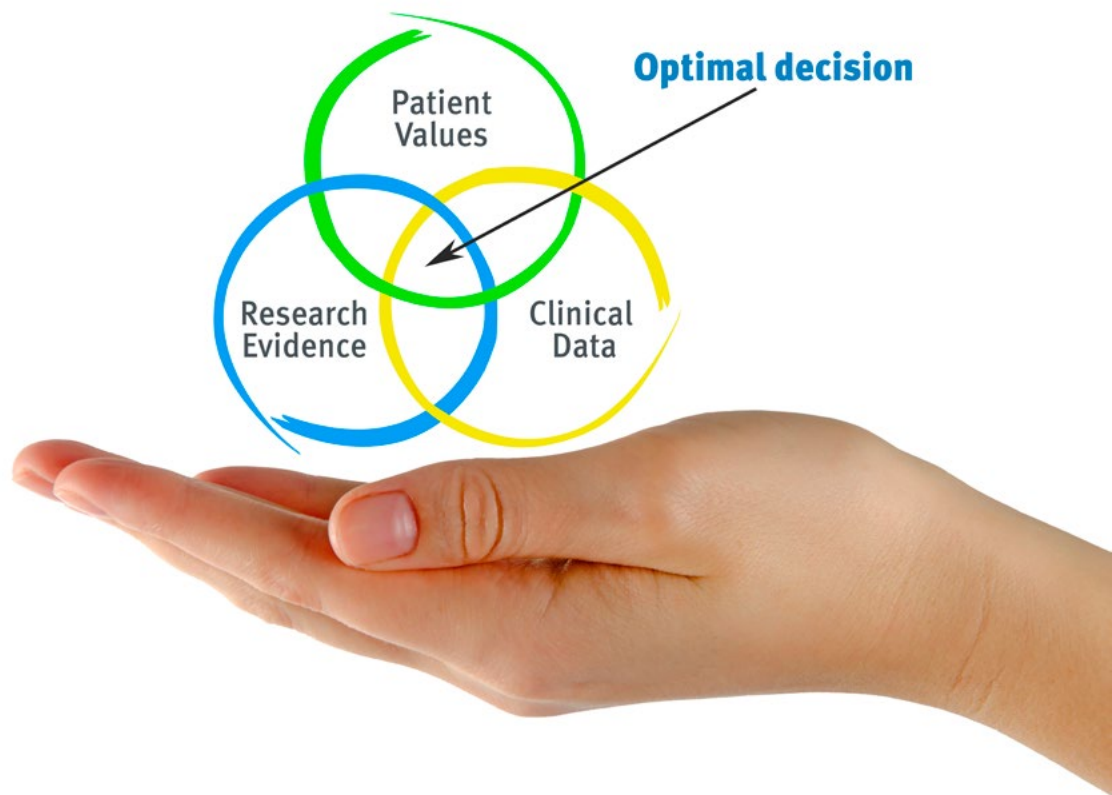 Optimal decision
Patient
Values
Research
Evidence
Clinical
Data